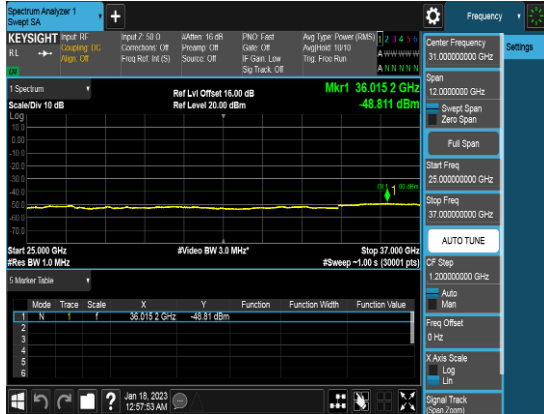 Spectrum Analyzer 1
Swept SA
Frequency
KEYSIGHT
RL
Input: RF
Coupling: DC
Align: Off
Input Z: 50 Ω
Corrections: Off
Freq Ref: Int (S)
#Atten: 16 dB
Preamp: Off
Source: Off
PNO: Fast
Gate: Off
IF Gain: Low
Sig Track: Off
Avg Type: Power (RMS)
Avg|Hold: 10/10
Trig: Free Run
1 2 3 4 5 6
A W W W W W
A N N N N N
1 Spectrum
Scale/Div 10 dB
Ref Lvl Offset 16.00 dB
Ref Level 20.00 dBm
Mkr1 36.015 2 GHz
-48.811 dBm
Log
10.0
0.00
-10.0
-20.0
-30.0
-40.0
-50.0
-60.0
-70.0
1
Start 25.000 GHz
#Res BW 1.0 MHz
#Video BW 3.0 MHz*
Stop 37.000 GHz
#Sweep ~1.00 s (30001 pts)
5 Marker Table
Mode Trace Scale X Y Function Function Width Function Value
1 N 1 f 36.015 2 GHz -48.81 dBm
2
3
4
5
6
Jan 18, 2023
12:57:53 AM
Center Frequency
31.000000000 GHz
Settings
Span
12.0000000 GHz
Swept Span
Zero Span
Full Span
Start Freq
25.000000000 GHz
Stop Freq
37.000000000 GHz
AUTO TUNE
CF Step
1.200000000 GHz
Auto
Man
Freq Offset
0 Hz
X Axis Scale
Log
Lin
Signal Track
(Span Zoom)